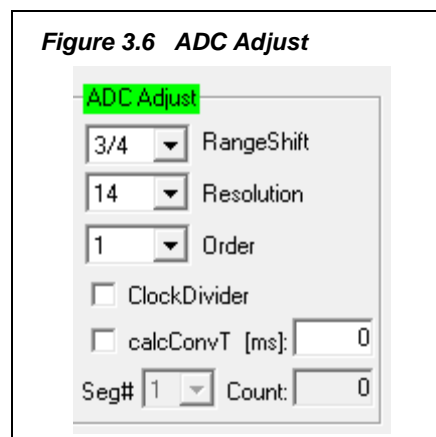 Figure 3.6 ADC Adjust
ADC Adjust
3/4 RangeShift
14 Resolution
1 Order
ClockDivider
calcConvT [ms]: 0
Seg# 1 Count: 0